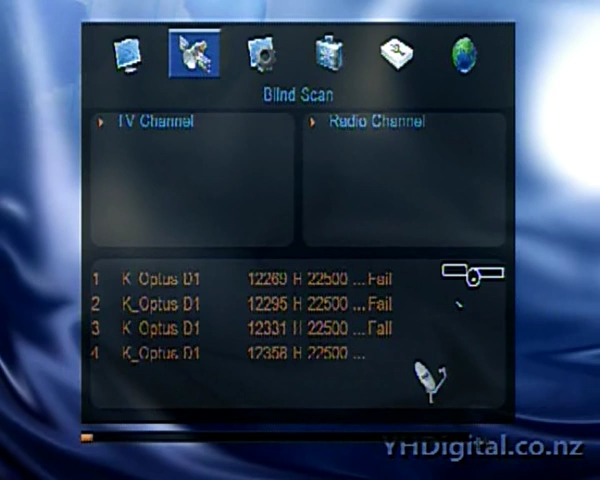 Blind Scan
TV Channel
Radio Channel
1 K_Optus D1 12269 H 22500 ...Fail
2 K_Optus D1 12295 H 22500 ...Fail
3 K_Optus D1 12331 H 22500 ...Fail
4 K_Optus D1 12358 H 22500 ...
YHDigital.co.nz